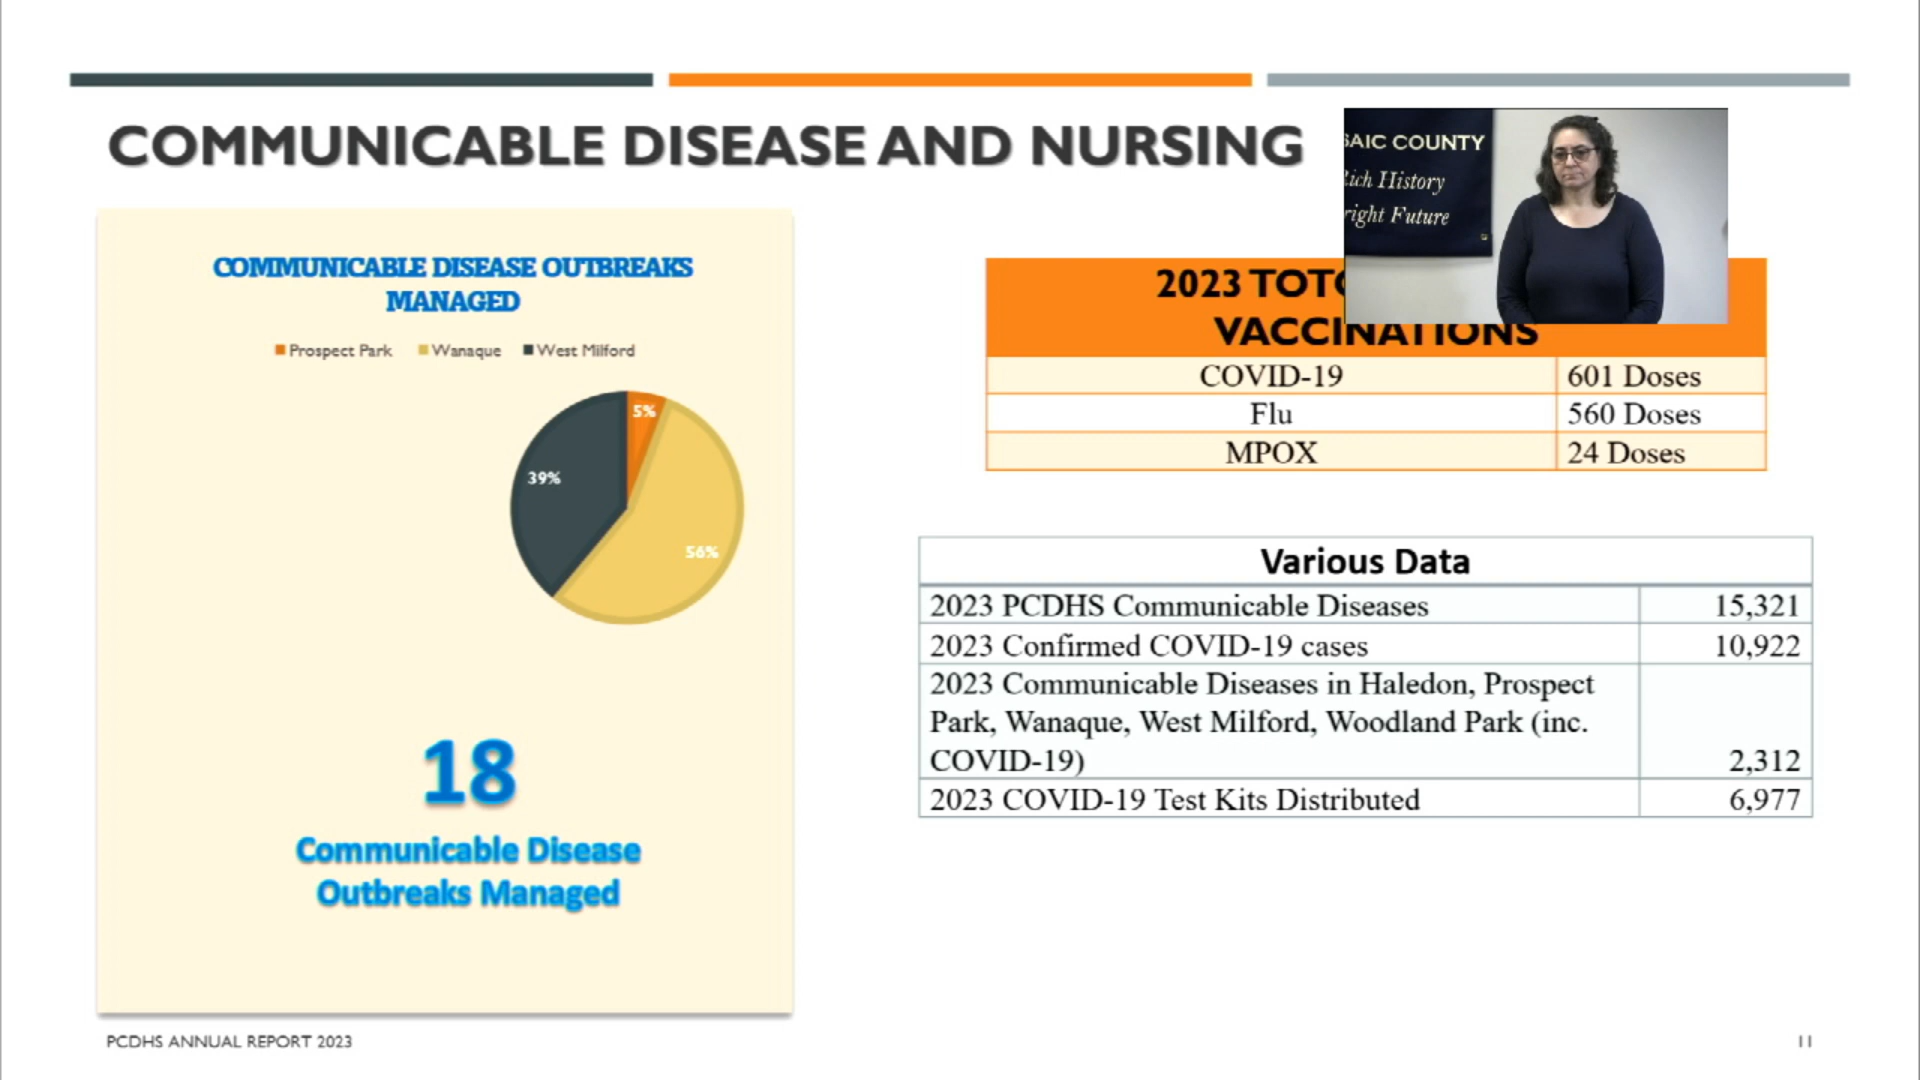 COMMUNICABLE DISEASE AND NURSING
AIC COUNTY
Rich History
right Future
COMMUNICABLE DISEASE OUTBREAKS
MANAGED
Prospect Park Wanaque West Milford
5%
39%
56%
18
Communicable Disease
Outbreaks Managed
2023
VACCINATIONS
COVID-19 601 Doses
Flu 560 Doses
MPOX 24 Doses
Various Data
2023 PCDHS Communicable Diseases 15,321
2023 Confirmed COVID-19 cases 10,922
2023 Communicable Diseases in Haledon, Prospect
Park, Wanaque, West Milford, Woodland Park (inc.
COVID-19) 2,312
2023 COVID-19 Test Kits Distributed 6,977
PCDHS ANNUAL REPORT 2023
11